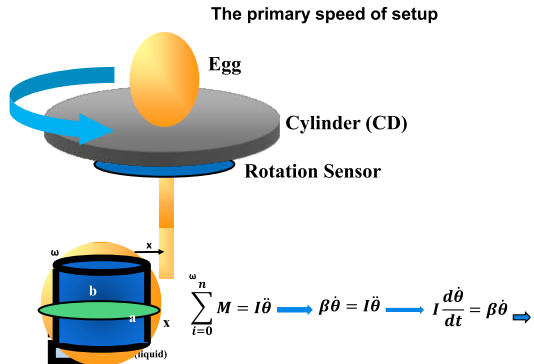 The primary speed of setup
Egg
Cylinder (CD)
Rotation Sensor
ω
x
b
a
x
(liquid)
ω
n
∑ M = Iθ̈
i=0
βθ̇ = Iθ̈
I dθ̇/dt = βθ̇